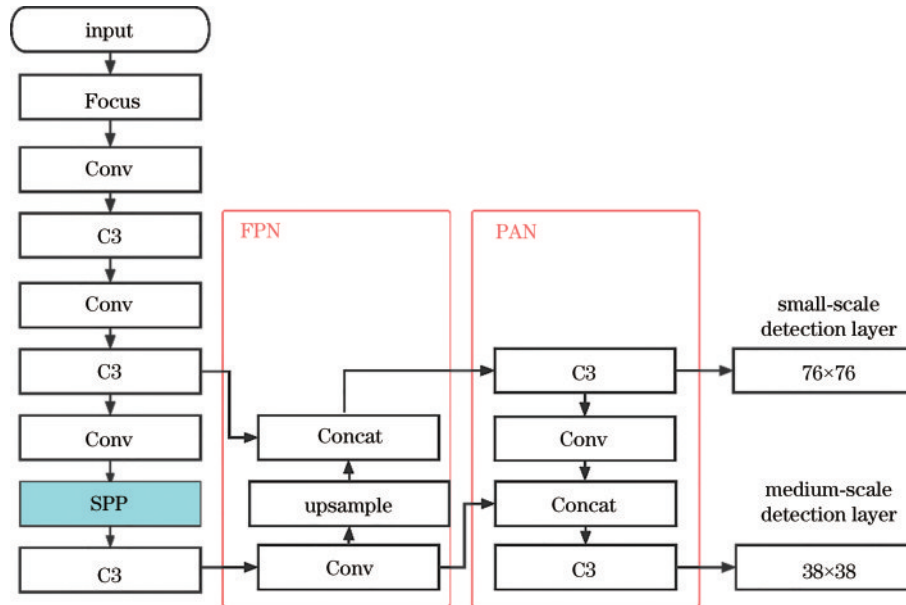 input
Focus
Conv
C3
Conv
C3
Conv
SPP
C3
FPN
Concat
upsample
Conv
PAN
C3
Conv
Concat
C3
small-scale
detection layer
76×76
medium-scale
detection layer
38×38